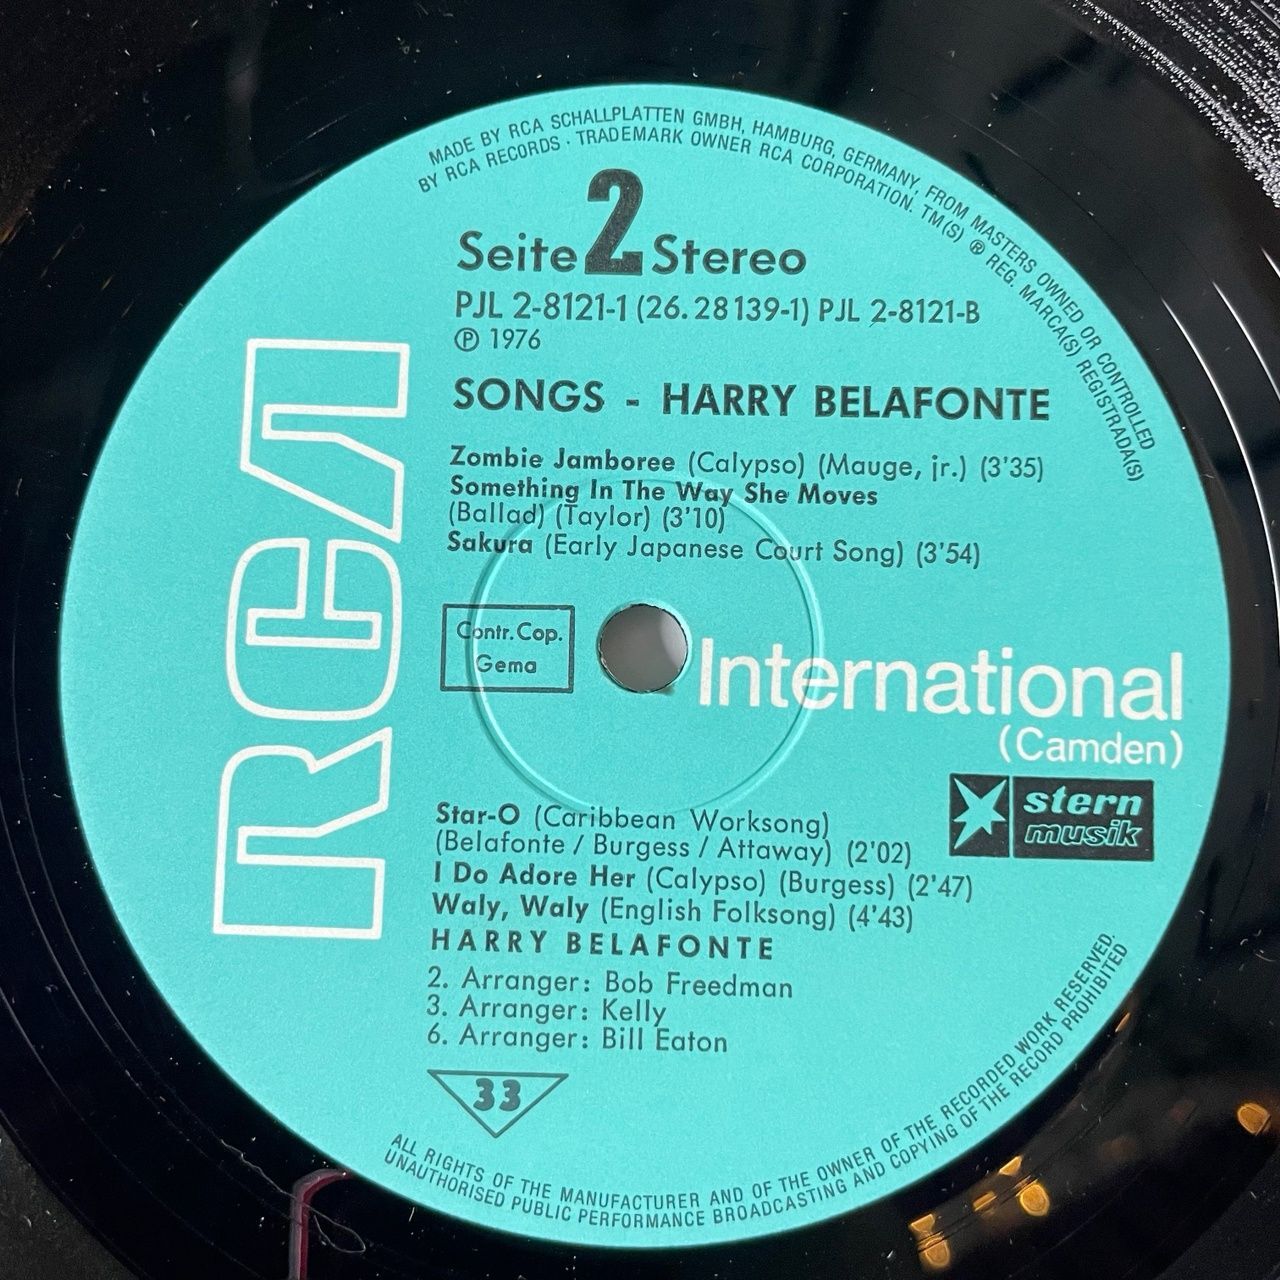 MADE BY RCA SCHALLPLATTEN GMBH, HAMBURG, GERMANY, FROM MASTERS OWNED OR CONTROLLED
BY RCA RECORDS · TRADEMARK OWNER RCA CORPORATION. TM(S) ® REG. MARCA(S) REGISTRADA(S)
Seite 2 Stereo
PJL 2-8121-1 (26.28139-1) PJL 2-8121-B
℗ 1976
SONGS - HARRY BELAFONTE
Zombie Jamboree (Calypso) (Mauge, jr.) (3'35)
Something In The Way She Moves
(Ballad) (Taylor) (3'10)
Sakura (Early Japanese Court Song) (3'54)
RCA
Contr. Cop.
Gema
International
(Camden)
stern
musik
Star-O (Caribbean Worksong)
(Belafonte / Burgess / Attaway) (2'02)
I Do Adore Her (Calypso) (Burgess) (2'47)
Waly, Waly (English Folksong) (4'43)
HARRY BELAFONTE
2. Arranger: Bob Freedman
3. Arranger: Kelly
6. Arranger: Bill Eaton
33
ALL RIGHTS OF THE MANUFACTURER AND OF THE OWNER OF THE RECORDED WORK RESERVED.
UNAUTHORISED PUBLIC PERFORMANCE BROADCASTING AND COPYING OF THE RECORD PROHIBITED